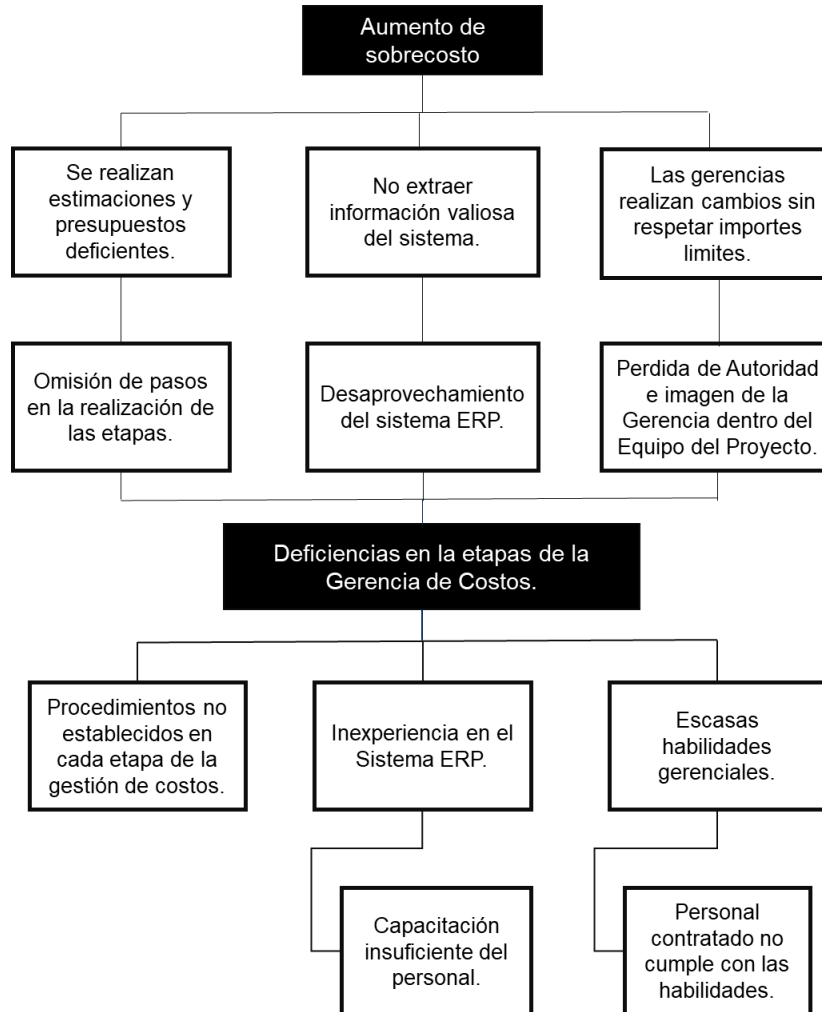 Aumento de
sobrecosto
Se realizan
estimaciones y
presupuestos
deficientes.
No extraer
información valiosa
del sistema.
Las gerencias
realizan cambios sin
respetar importes
limites.
Omisión de pasos
en la realización de
las etapas.
Desaprovechamiento
del sistema ERP.
Perdida de Autoridad
e imagen de la
Gerencia dentro del
Equipo del Proyecto.
Deficiencias en la etapas de la
Gerencia de Costos.
Procedimientos no
establecidos en
cada etapa de la
gestión de costos.
Inexperiencia en el
Sistema ERP.
Escasas
habilidades
gerenciales.
Capacitación
insuficiente del
personal.
Personal
contratado no
cumple con las
habilidades.